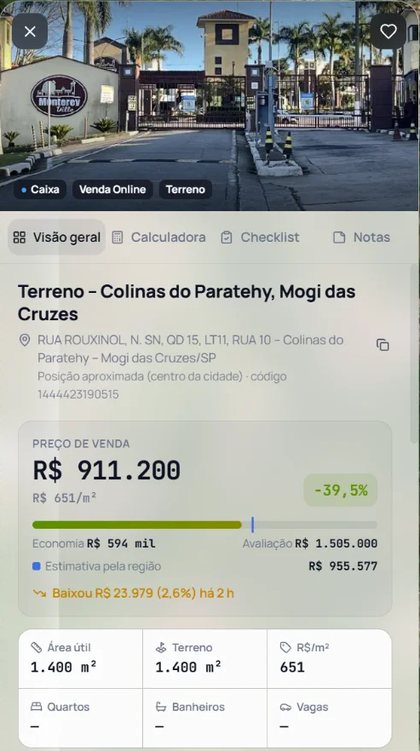 Monterey
Ville
Caixa
Venda Online
Terreno
Visão geral
Calculadora
Checklist
Notas
Terreno – Colinas do Paratehy, Mogi das
Cruzes
RUA ROUXINOL, N. SN, QD 15, LT11, RUA 10 – Colinas do
Paratehy – Mogi das Cruzes/SP
Posição aproximada (centro da cidade) · código
1444423190515
PREÇO DE VENDA
R$ 911.200
R$ 651/m²
-39,5%
Economia R$ 594 mil
Avaliação R$ 1.505.000
Estimativa pela região
R$ 955.577
Baixou R$ 23.979 (2,6%) há 2 h
Área útil
1.400 m²
Terreno
1.400 m²
R$/m²
651
Quartos
—
Banheiros
—
Vagas
—